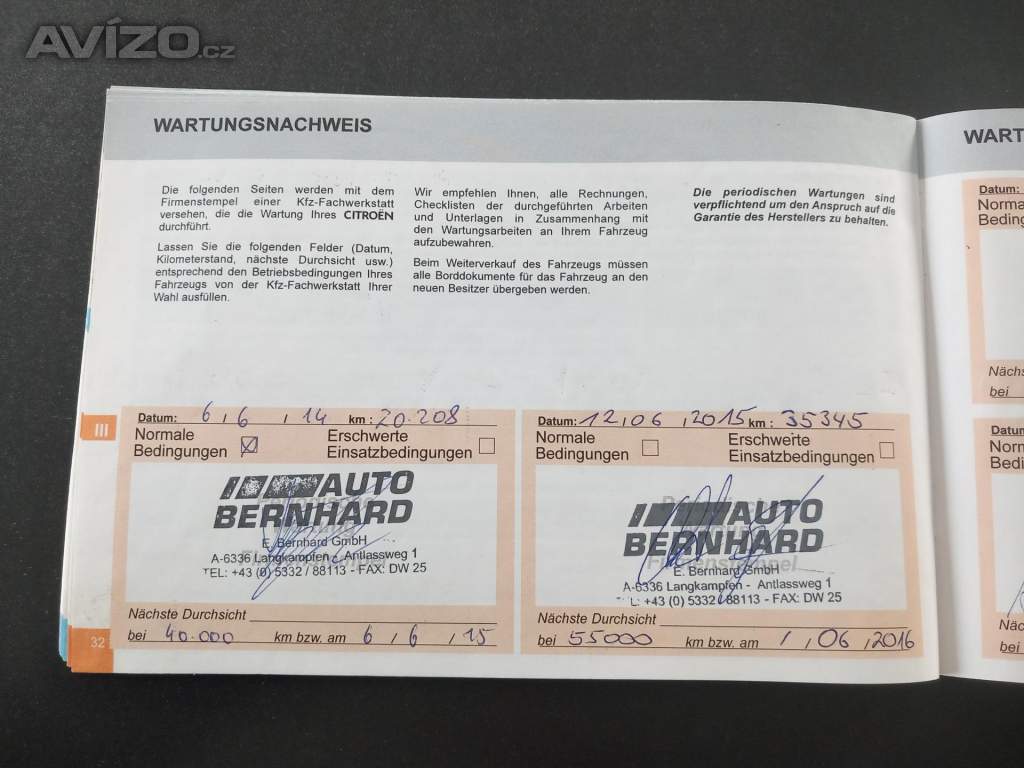 AVÍZO.cz
WARTUNGSNACHWEIS
Die folgenden Seiten werden mit dem
Firmenstempel einer Kfz-Fachwerkstatt
versehen, die die Wartung Ihres CITROËN
durchführt.
Lassen Sie die folgenden Felder (Datum,
Kilometerstand, nächste Durchsicht usw.)
entsprechend den Betriebsbedingungen Ihres
Fahrzeugs von der Kfz-Fachwerkstatt Ihrer
Wahl ausfüllen.
Wir empfehlen Ihnen, alle Rechnungen,
Checklisten der durchgeführten Arbeiten
und Unterlagen in Zusammenhang mit
den Wartungsarbeiten an Ihrem Fahrzeug
aufzubewahren.
Beim Weiterverkauf des Fahrzeugs müssen
alle Borddokumente für das Fahrzeug an den
neuen Besitzer übergeben werden.
Die periodischen Wartungen sind
verpflichtend um den Anspruch auf die
Garantie des Herstellers zu behalten.
III
Datum: 6 , 6 , 14 km : 20.208
Normale
Bedingungen
Erschwerte
Einsatzbedingungen
AUTO
BERNHARD
E. Bernhard GmbH
A-6336 Langkampfen , Antlassweg 1
TEL: +43 (0) 5332 / 88113 - FAX: DW 25
Nächste Durchsicht
bei 40.000 km bzw. am 6 , 6 , 15
Datum: 12 , 06 , 2015 km : 35345
Normale
Bedingungen
Erschwerte
Einsatzbedingungen
AUTO
BERNHARD
E. Bernhard GmbH
A-6336 Langkampfen - Antlassweg 1
L: +43 (0) 5332 88113 - FAX: DW 25
Nächste Durchsicht
bei 55000 km bzw. am / , 06 , 2016
32
WART
Datum:
Norma
Beding
Nächs
bei
Datum
Norm
Bedi
Näc
bei